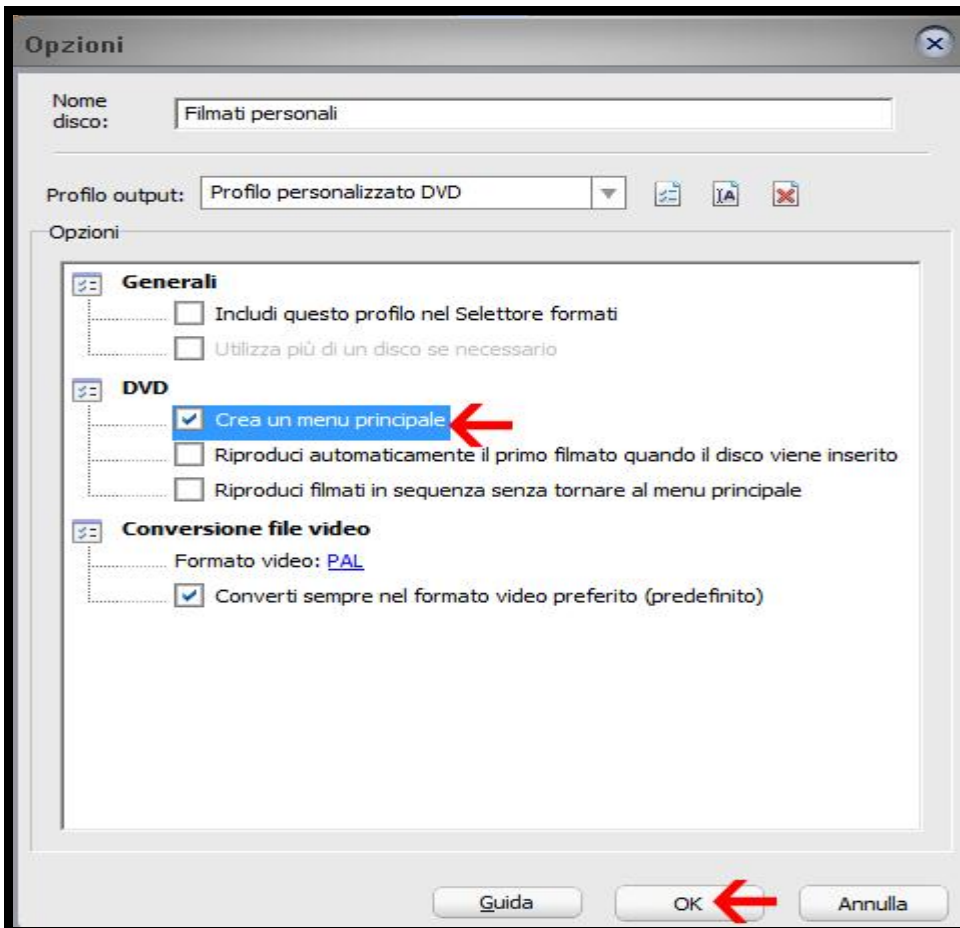 Opzioni
Nome
disco:
Filmati personali
Profilo output:
Profilo personalizzato DVD
Opzioni
Generali
Includi questo profilo nel Selettore formati
Utilizza più di un disco se necessario
DVD
Crea un menu principale
Riproduci automaticamente il primo filmato quando il disco viene inserito
Riproduci filmati in sequenza senza tornare al menu principale
Conversione file video
Formato video: PAL
Converti sempre nel formato video preferito (predefinito)
Guida
OK
Annulla